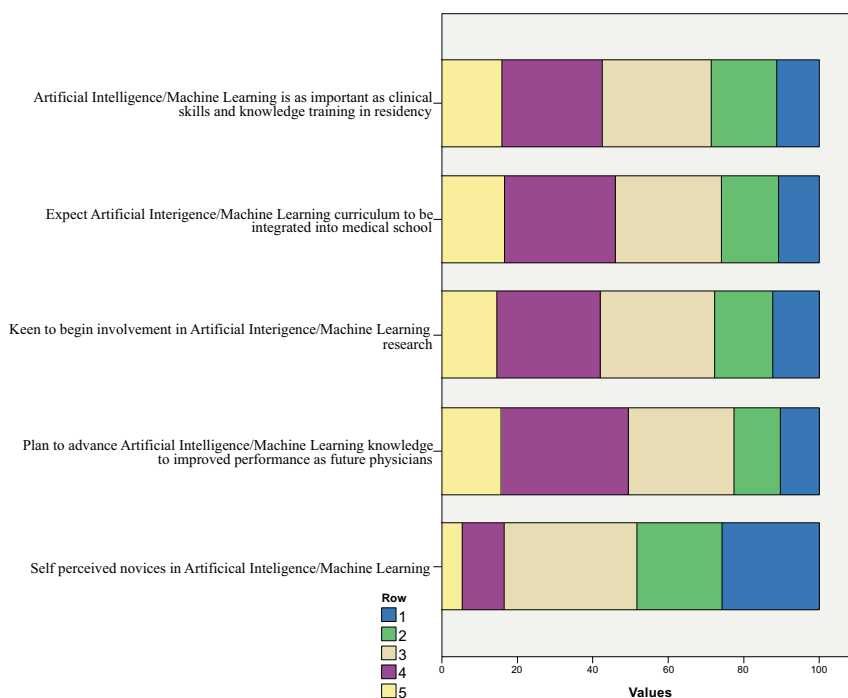 Artificial Intelligence/Machine Learning is as important as clinical
skills and knowledge training in residency
Expect Artificial Interigence/Machine Learning curriculum to be
integrated into medical school
Keen to begin involvement in Artificial Interigence/Machine Learning
research
Plan to advance Artificial Intelligence/Machine Learning knowledge
to improved performance as future physicians
Self perceived novices in Artificical Inteligence/Machine Learning
Row
1
2
3
4
5
0 20 40 60 80 100
Values